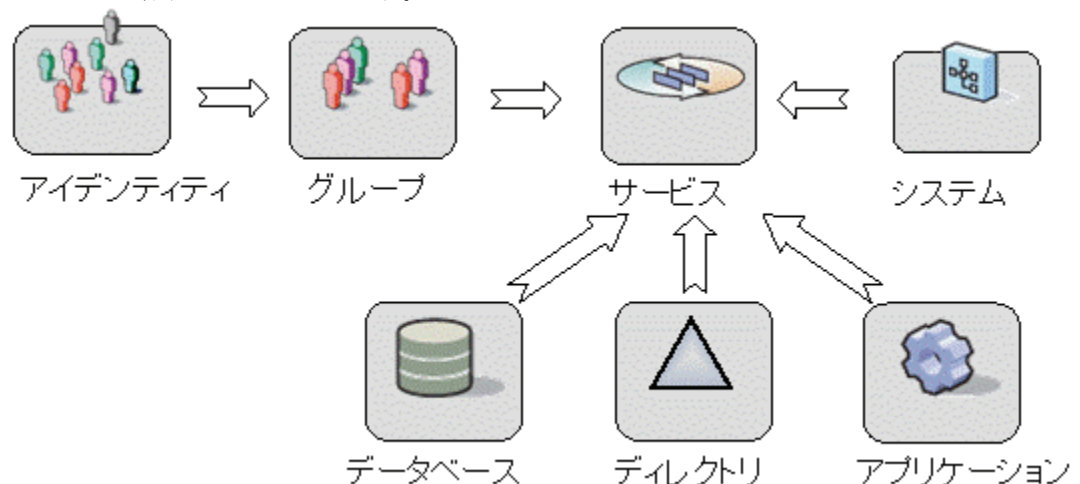 アイデンティティ
グループ
サービス
システム
データベース
ディレクトリ
アプリケーション